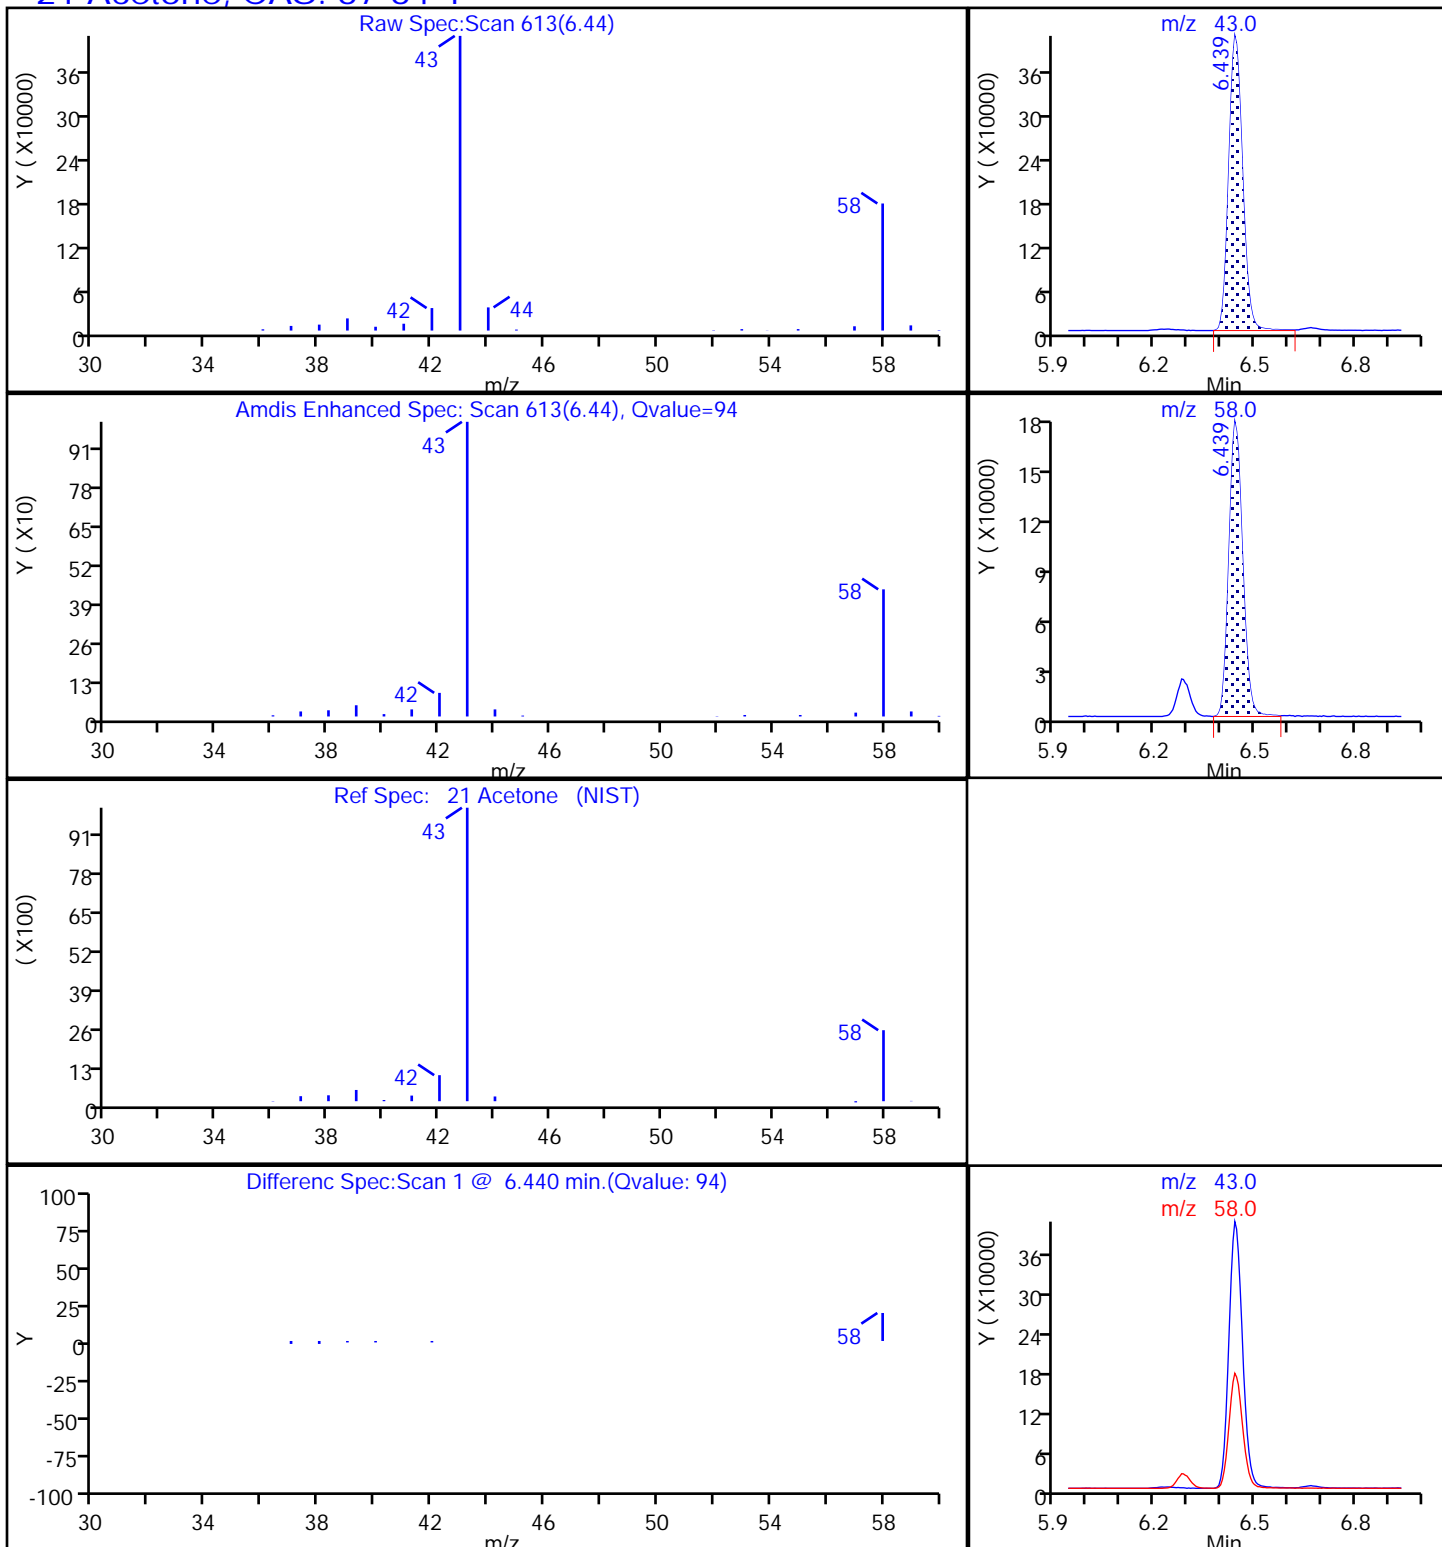 21 Acetone, CAS: 67-64-1
Raw Spec:Scan 613(6.44)
Y ( X10000)
36
30
24
18
12
6
0
43
42
44
58
30 34 38 42 46 50 54 58
m/z
m/z 43.0
Y ( X10000)
36
30
24
18
12
6
0
6.439
5.9 6.2 6.5 6.8
Min
Amdis Enhanced Spec: Scan 613(6.44), Qvalue=94
Y ( X10)
91
78
65
52
39
26
13
0
43
42
58
30 34 38 42 46 50 54 58
m/z
m/z 58.0
Y ( X10000)
18
15
12
9
6
3
0
6.439
5.9 6.2 6.5 6.8
Min
Ref Spec: 21 Acetone (NIST)
( X100)
91
78
65
52
39
26
13
0
43
42
58
30 34 38 42 46 50 54 58
Differenc Spec:Scan 1 @ 6.440 min.(Qvalue: 94)
Y
100
75
50
25
0
-25
-50
-75
-100
58
30 34 38 42 46 50 54 58
m/z
m/z 43.0
m/z 58.0
Y ( X10000)
36
30
24
18
12
6
0
5.9 6.2 6.5 6.8
Min